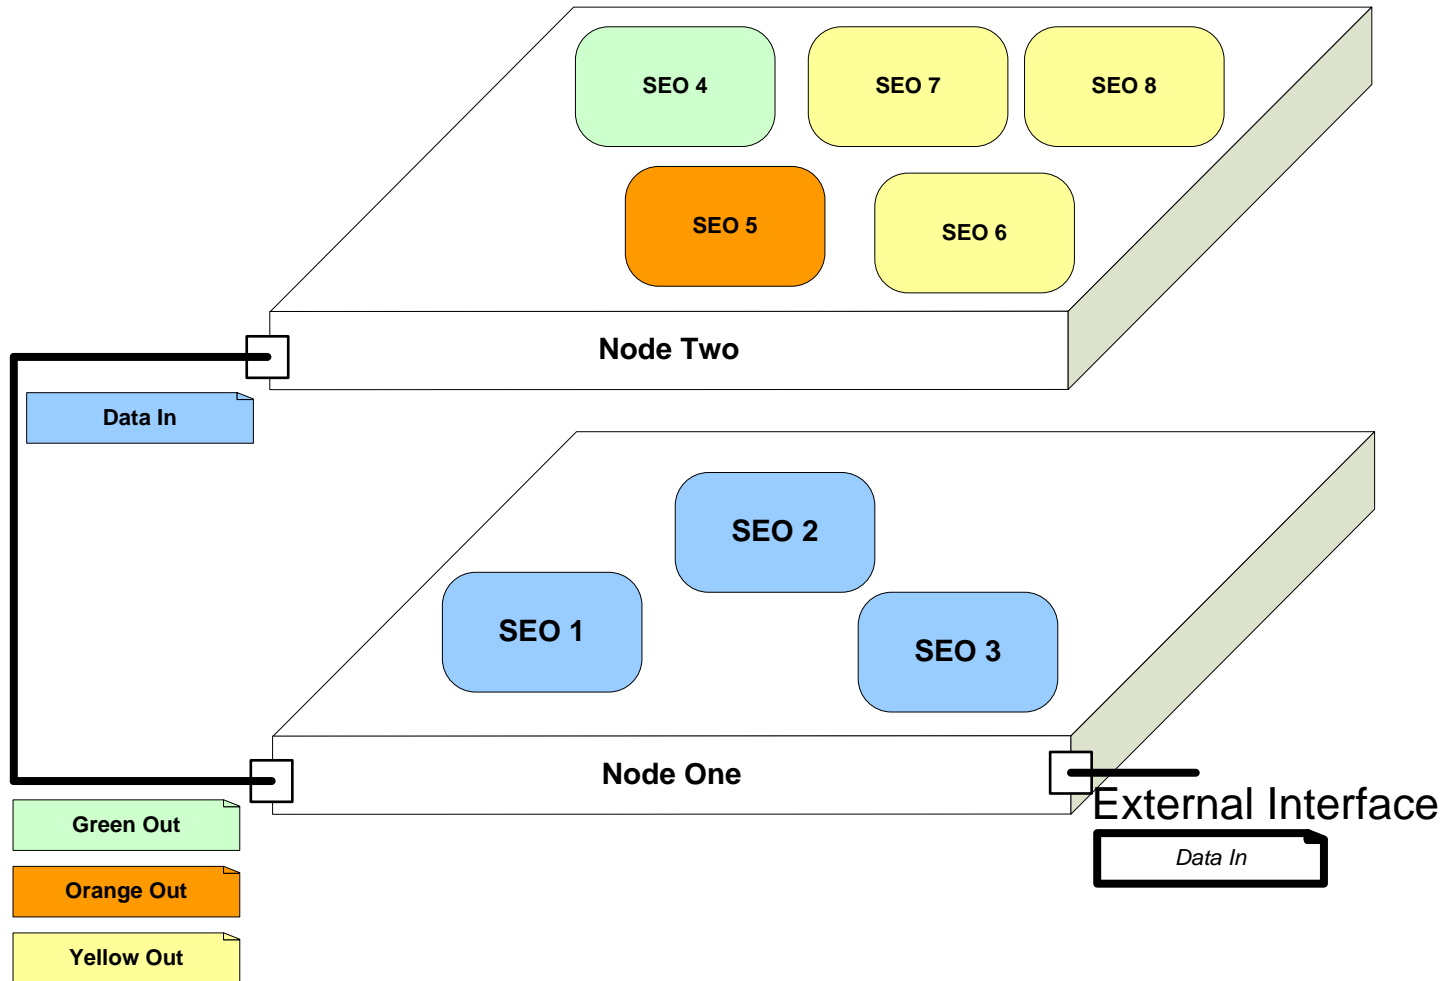 SEO 4
SEO 7
SEO 8
SEO 5
SEO 6
Node Two
Data In
SEO 2
SEO 1
SEO 3
Node One
External Interface
Data In
Green Out
Orange Out
Yellow Out